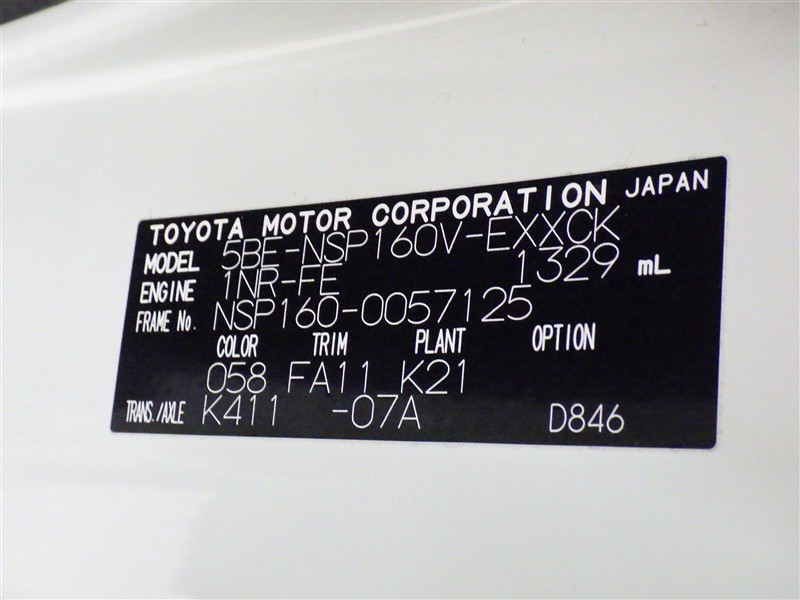 TOYOTA MOTOR CORPORATION JAPAN
MODEL 5BE-NSP160V-EXXCK
ENGINE 1NR-FE 1329 mL
FRAME No. NSP160-0057125
COLOR TRIM PLANT OPTION
058 FA11 K21
TRANS./AXLE K411 -07A D846